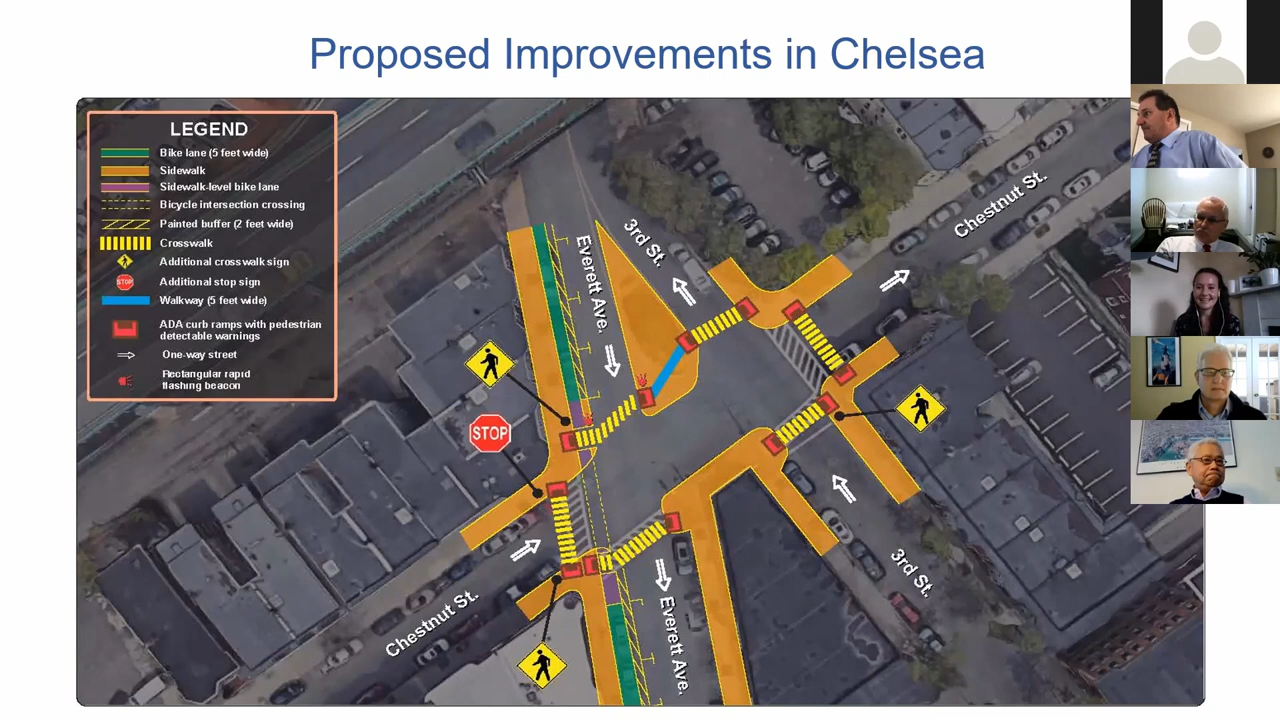 Proposed Improvements in Chelsea
LEGEND
Bike lane (5 feet wide)
Sidewalk
Sidewalk-level bike lane
Bicycle intersection crossing
Painted buffer (2 feet wide)
Crosswalk
Additional crosswalk sign
STOP
Additional stop sign
Walkway (5 feet wide)
ADA curb ramps with pedestrian
detectable warnings
One-way street
Rectangular rapid
flashing beacon
Everett Ave.
3rd St.
Chestnut St.
STOP
Chestnut St.
Everett Ave.
3rd St.